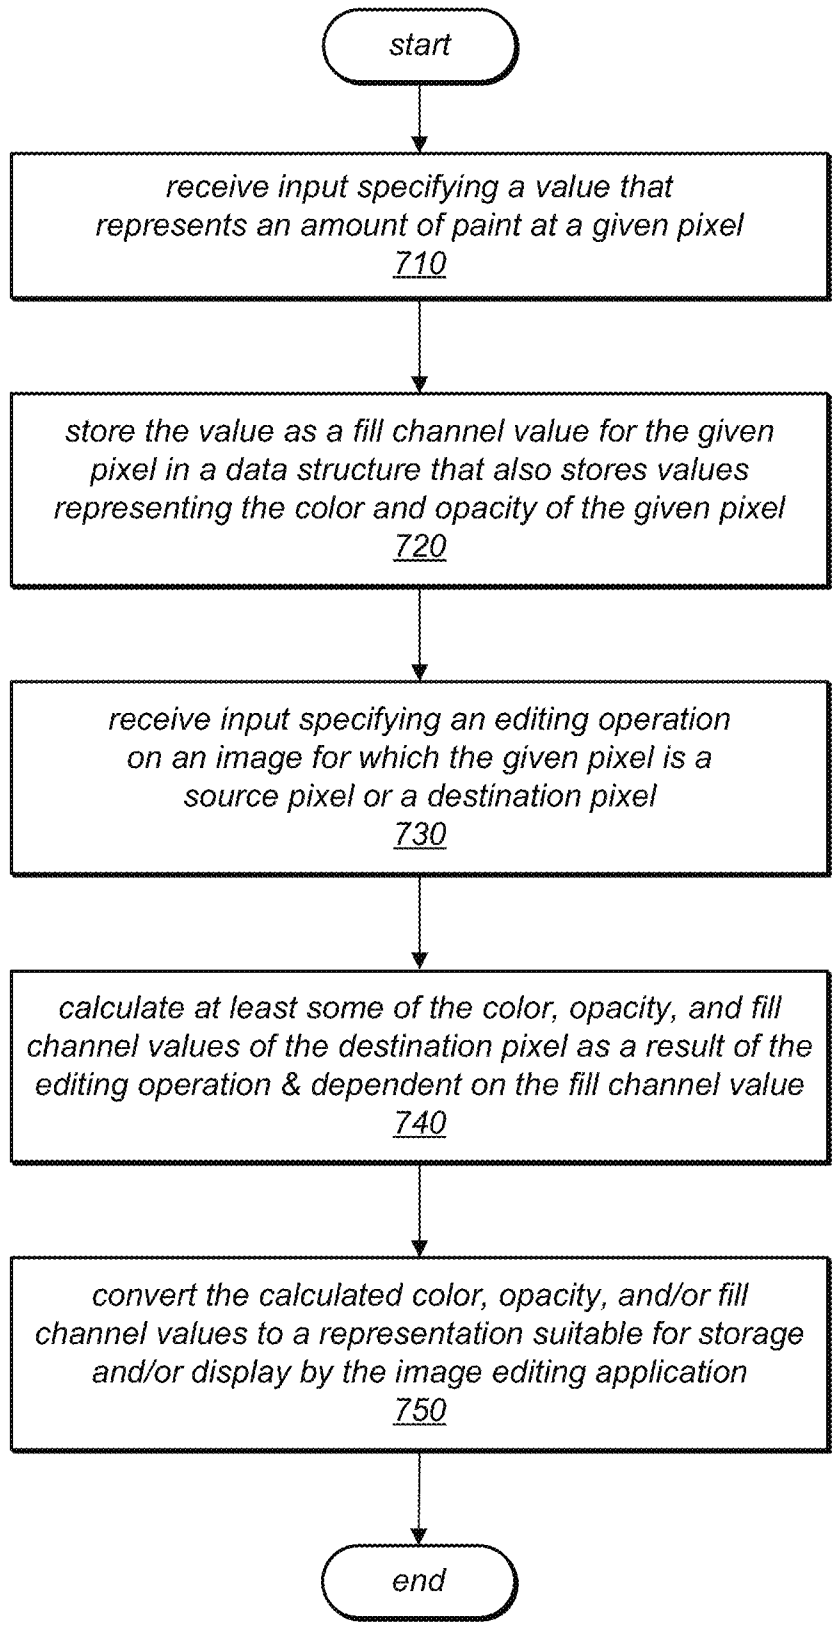 start
receive input specifying a value that
represents an amount of paint at a given pixel
710
store the value as a fill channel value for the given
pixel in a data structure that also stores values
representing the color and opacity of the given pixel
720
receive input specifying an editing operation
on an image for which the given pixel is a
source pixel or a destination pixel
730
calculate at least some of the color, opacity, and fill
channel values of the destination pixel as a result of the
editing operation & dependent on the fill channel value
740
convert the calculated color, opacity, and/or fill
channel values to a representation suitable for storage
and/or display by the image editing application
750
end